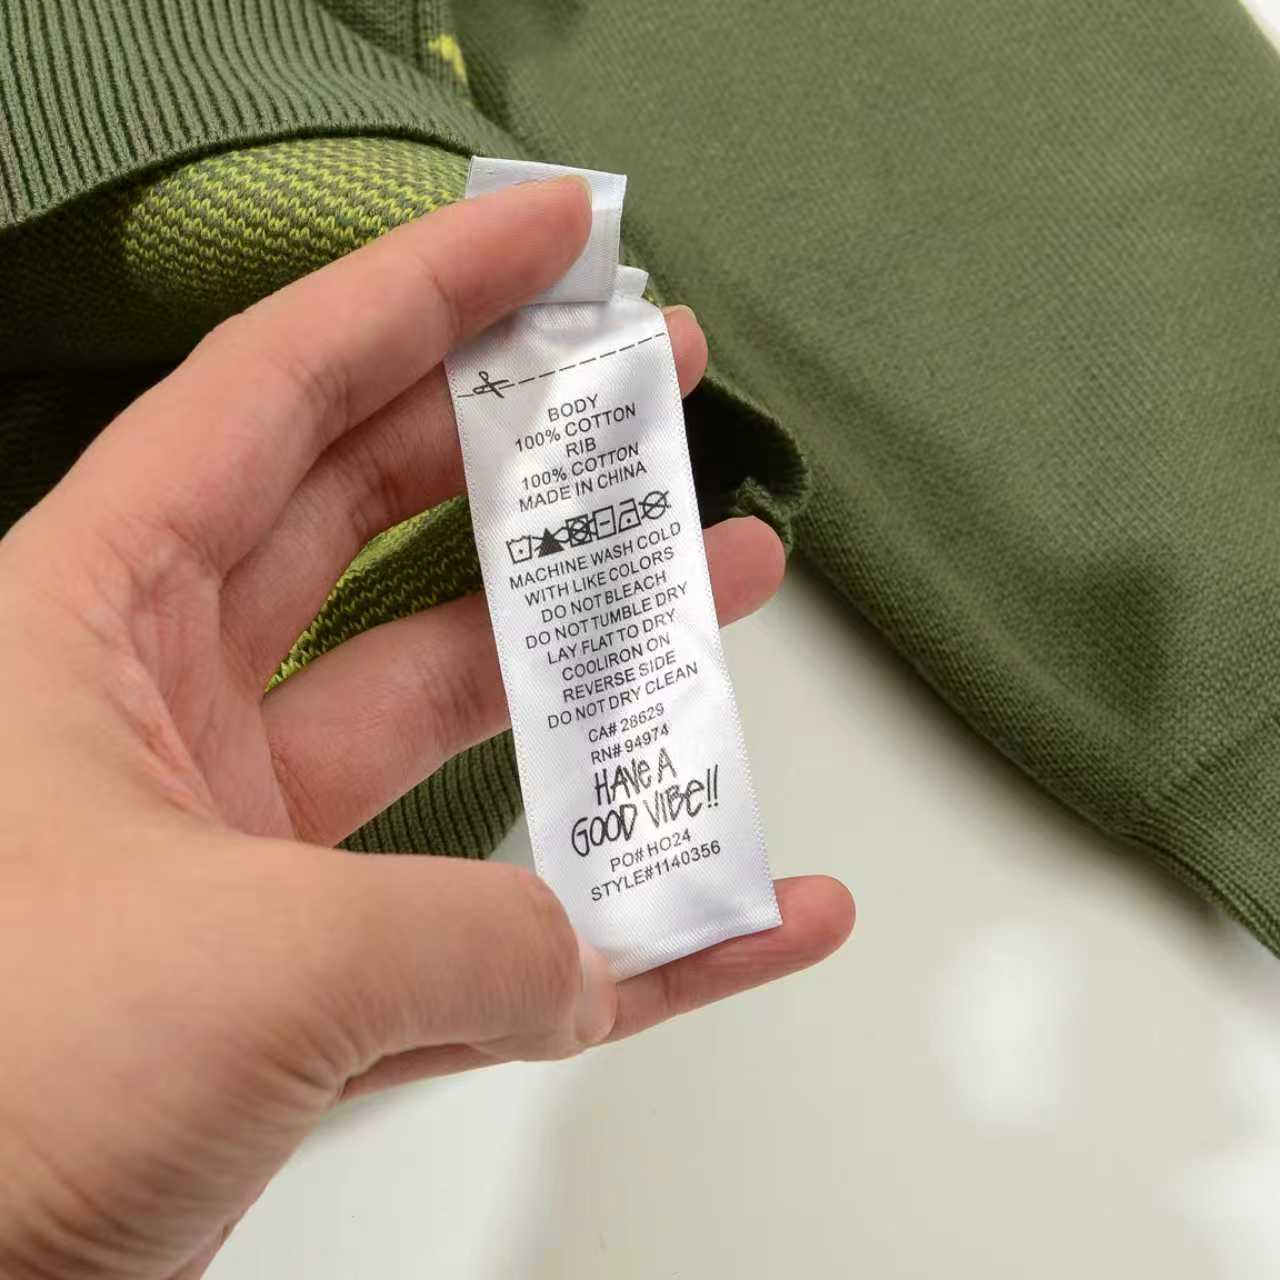 BODY
100% COTTON
RIB
100% COTTON
MADE IN CHINA
MACHINE WASH COLD
WITH LIKE COLORS
DO NOT BLEACH
DO NOT TUMBLE DRY
LAY FLAT TO DRY
COOLIRON ON
REVERSE SIDE
DO NOT DRY CLEAN
CA# 28629
RN# 94974
HAVE A
GOOD VIBE!!
PO# HO24
STYLE#1140356